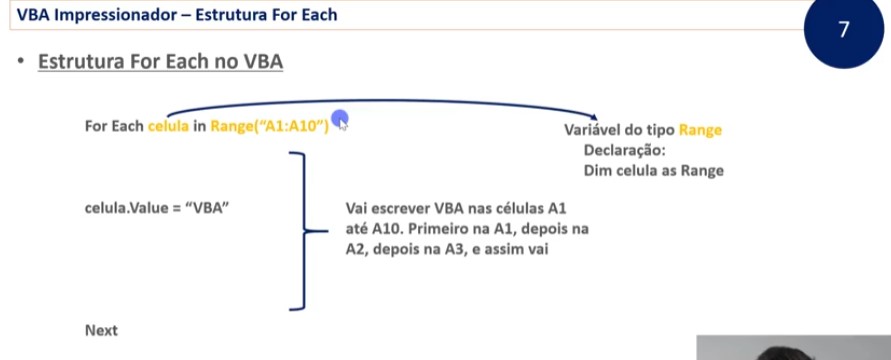 VBA Impressionador – Estrutura For Each
7
• Estrutura For Each no VBA
For Each celula in Range(“A1:A10”)
Variável do tipo Range
Declaração:
Dim celula as Range
celula.Value = “VBA”
Vai escrever VBA nas células A1
até A10. Primeiro na A1, depois na
A2, depois na A3, e assim vai
Next